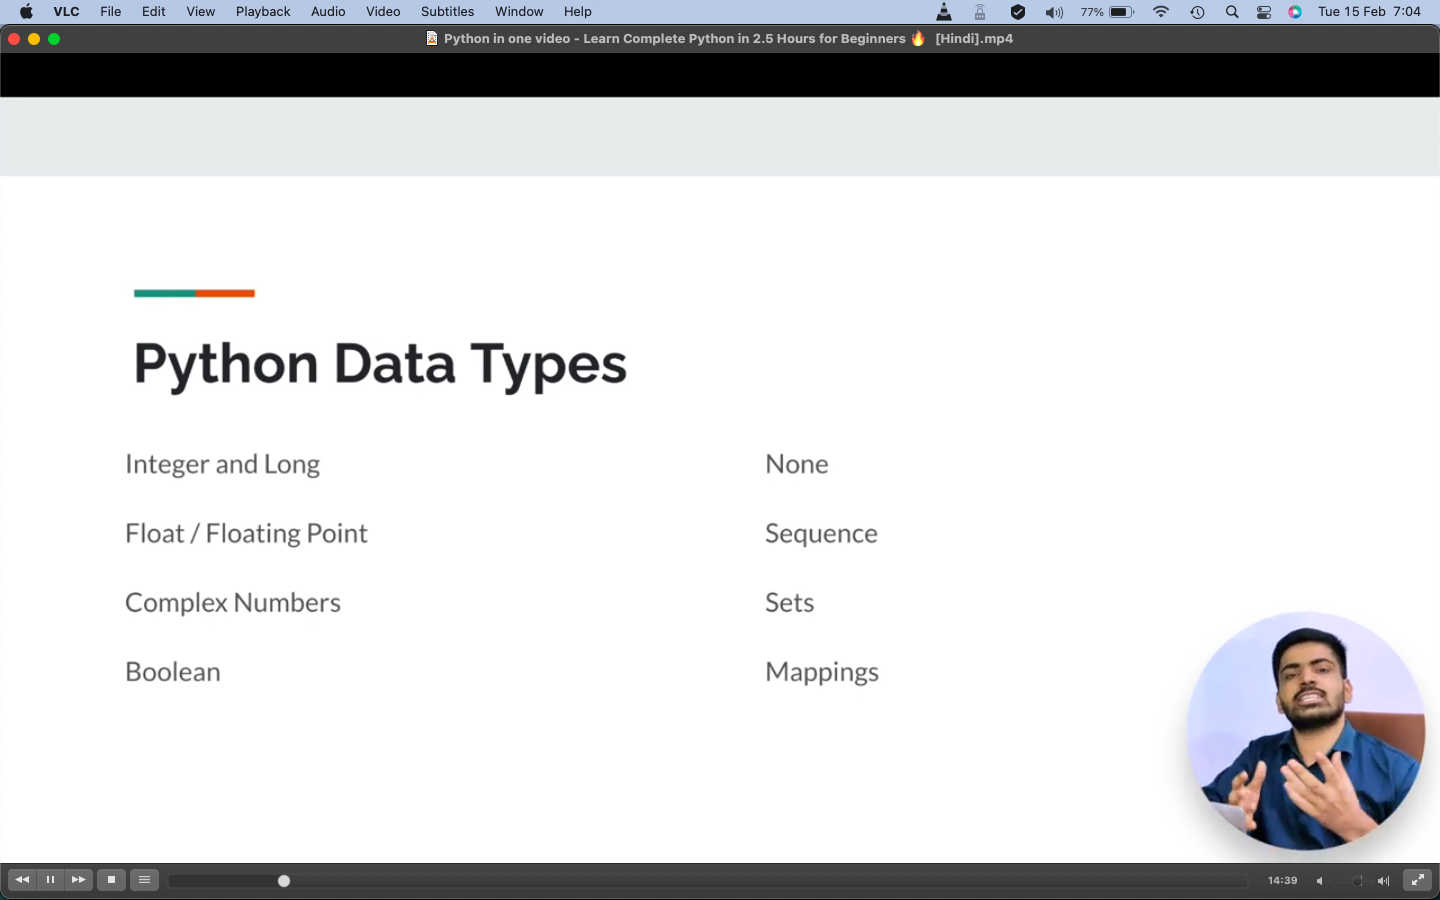 VLC File Edit View Playback Audio Video Subtitles Window Help 77% Tue 15 Feb 7:04
Python in one video - Learn Complete Python in 2.5 Hours for Beginners 🔥 [Hindi].mp4
Python Data Types
Integer and Long
Float / Floating Point
Complex Numbers
Boolean
None
Sequence
Sets
Mappings
14:39